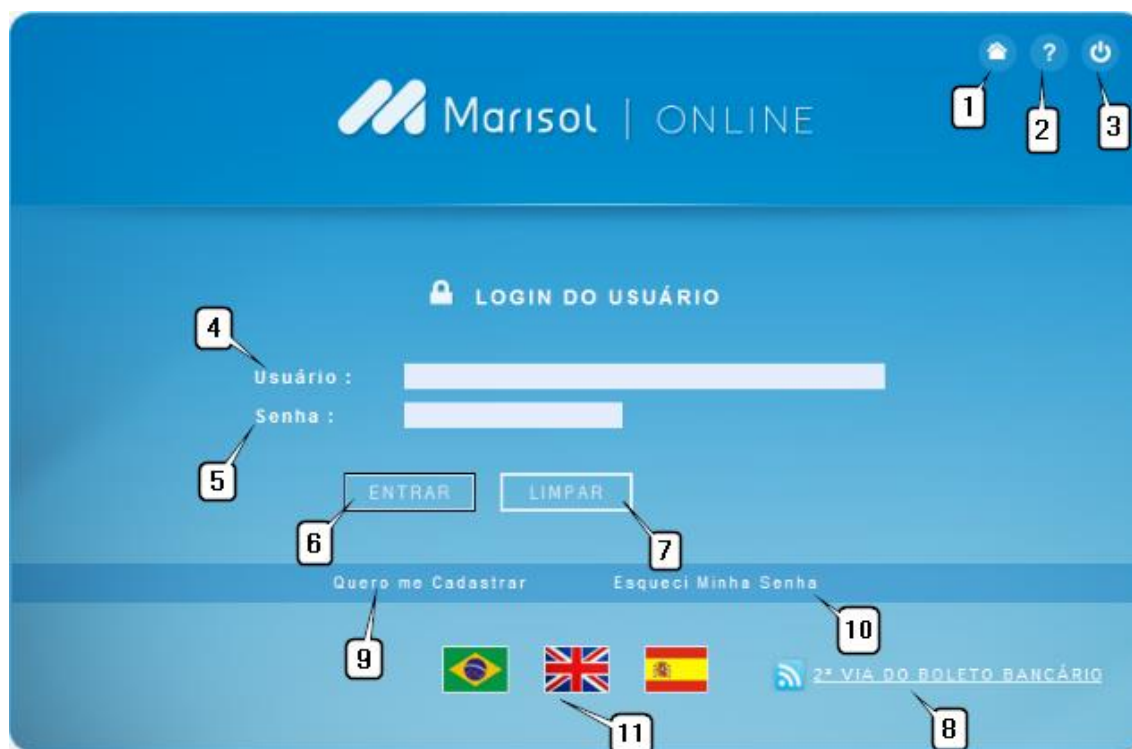 1 2 3
Marisol | ONLINE
LOGIN DO USUÁRIO
4
Usuário :
Senha :
5
ENTRAR LIMPAR
6 7
Quero me Cadastrar Esqueci Minha Senha
9 10
2ª VIA DO BOLETO BANCÁRIO
11 8